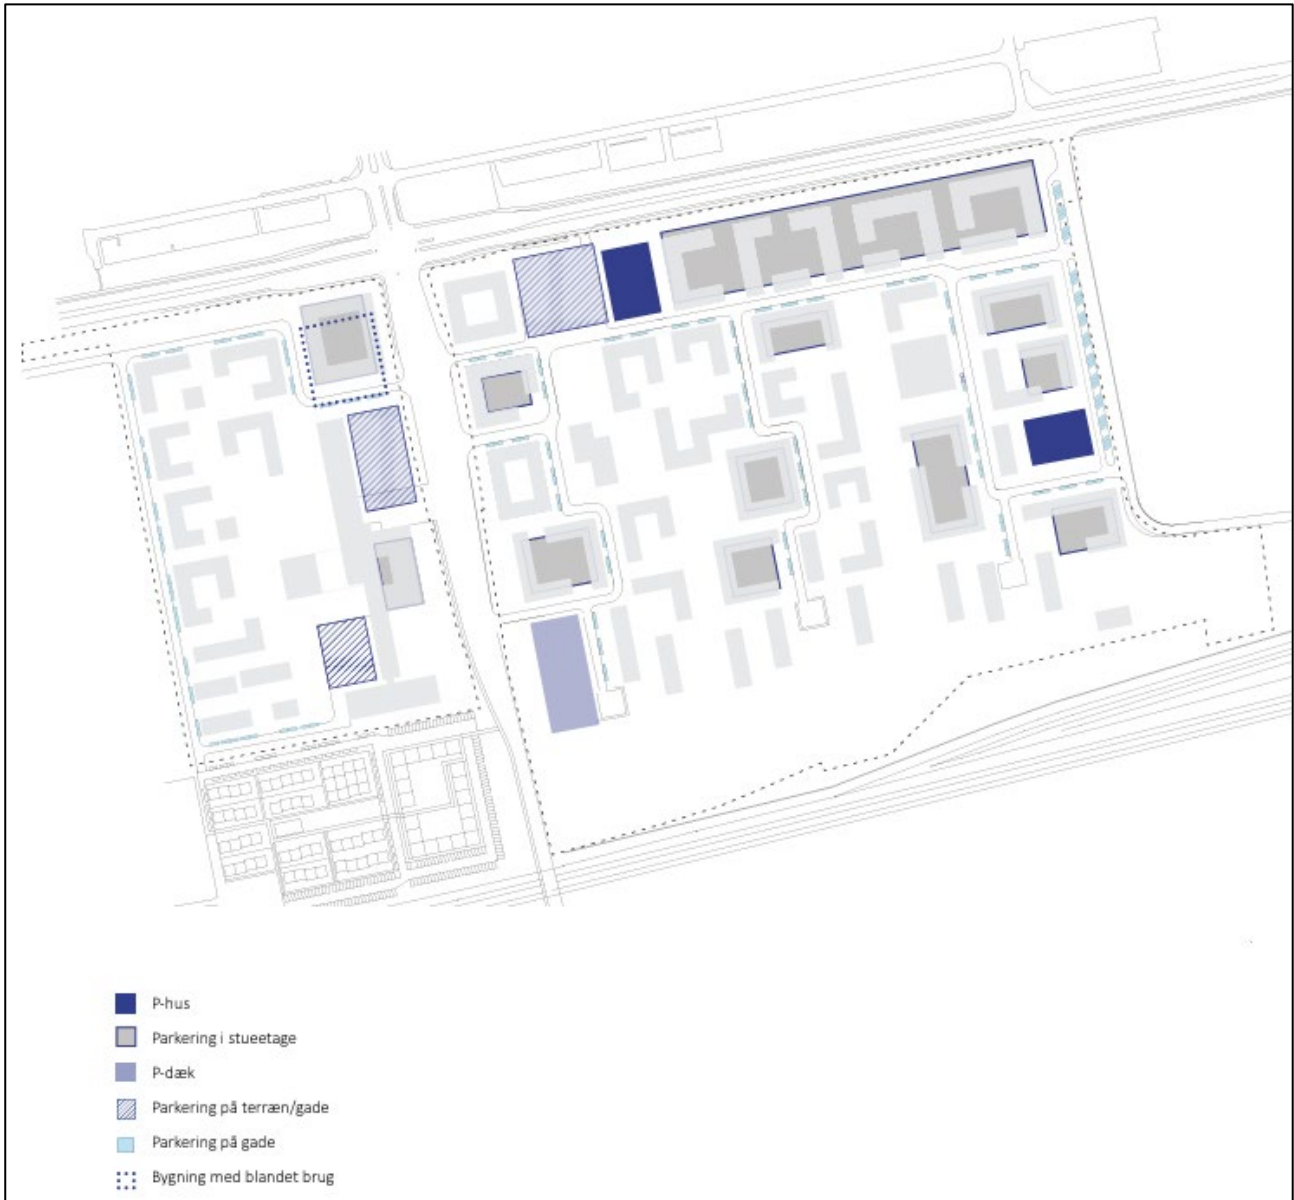 P-hus
Parkering i stueetage
P-dæk
Parkering på terræn/gade
Parkering på gade
Bygning med blandet brug